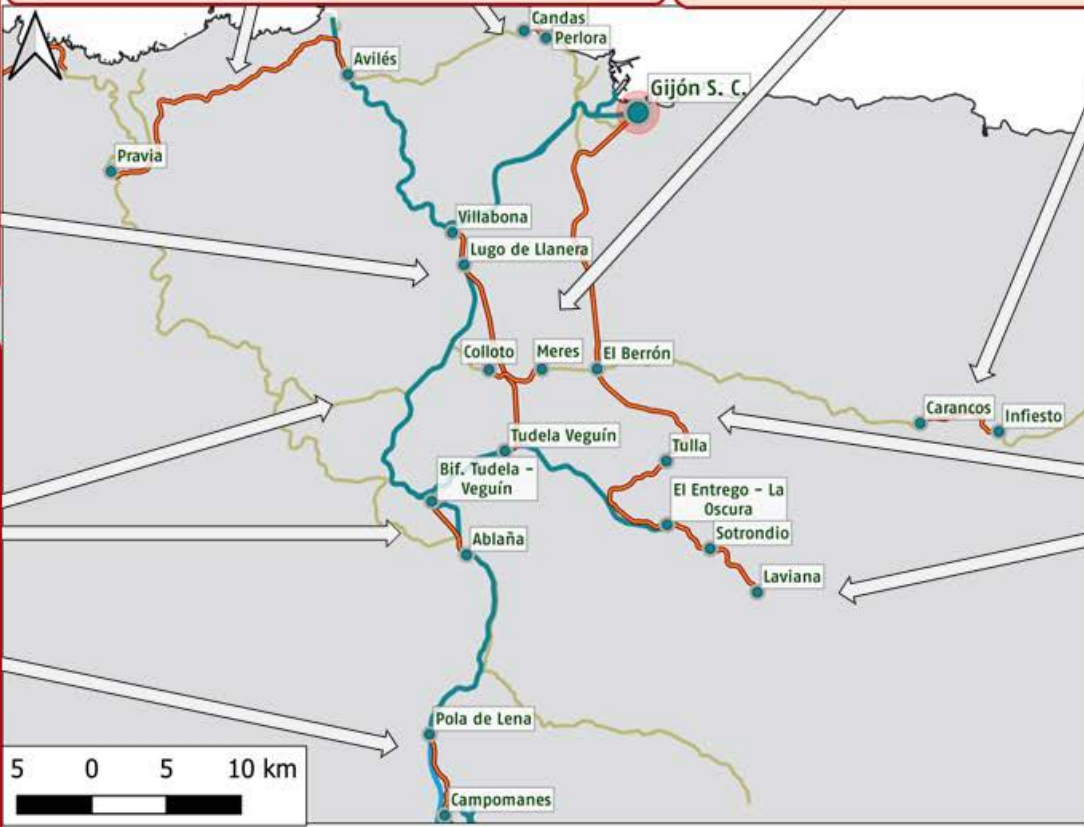 Candas
Perlora
Avilés
Gijón S. C.
Pravia
Villabona
Lugo de Llanera
Colloto
Meres
El Berrón
Carancos
Infiesto
Tudela Veguín
Tulla
Bif. Tudela -
Veguín
El Entrego - La
Oscura
Sotrondio
Ablaña
Laviana
Pola de Lena
5 0 5 10 km
Campomanes